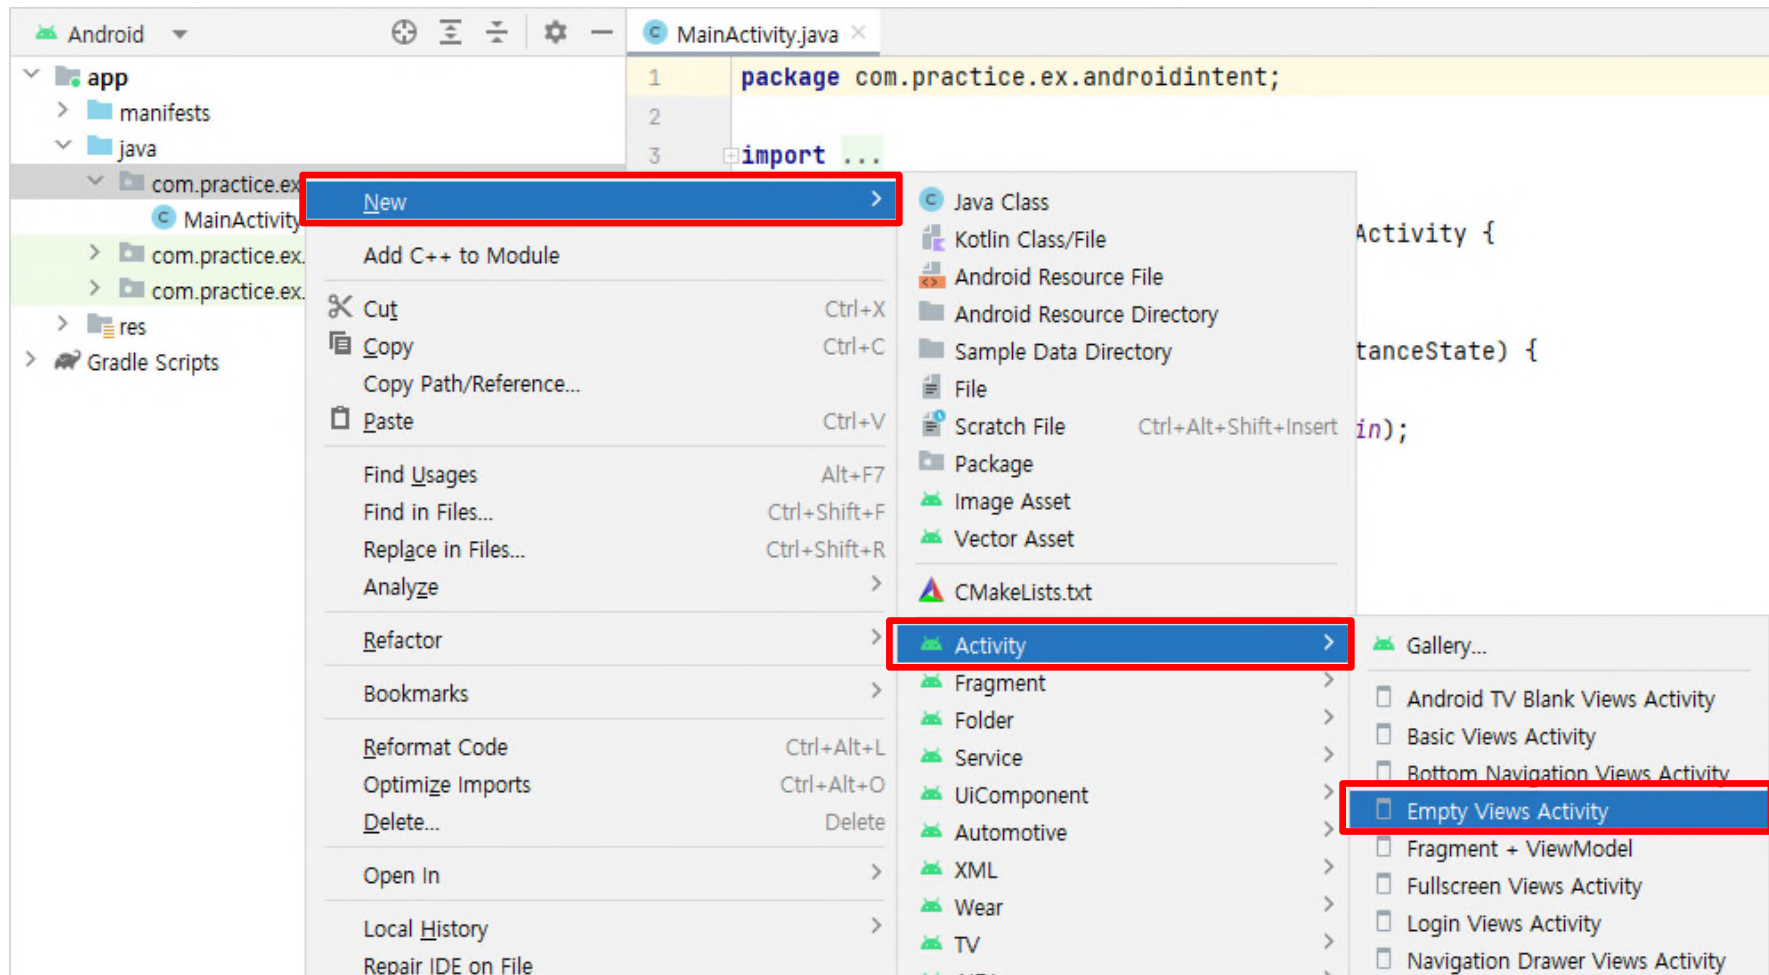 Android
MainActivity.java
app
manifests
java
com.practice.ex
MainActivity
com.practice.ex.
com.practice.ex.
res
Gradle Scripts
1 package com.practice.ex.androidintent;
2
3 import ...
Activity {
tanceState) {
in);
New
Add C++ to Module
Cut Ctrl+X
Copy Ctrl+C
Copy Path/Reference...
Paste Ctrl+V
Find Usages Alt+F7
Find in Files... Ctrl+Shift+F
Replace in Files... Ctrl+Shift+R
Analyze
Refactor
Bookmarks
Reformat Code Ctrl+Alt+L
Optimize Imports Ctrl+Alt+O
Delete... Delete
Open In
Local History
Repair IDE on File
Java Class
Kotlin Class/File
Android Resource File
Android Resource Directory
Sample Data Directory
File
Scratch File Ctrl+Alt+Shift+Insert
Package
Image Asset
Vector Asset
CMakeLists.txt
Activity
Fragment
Folder
Service
UiComponent
Automotive
XML
Wear
TV
Gallery...
Android TV Blank Views Activity
Basic Views Activity
Bottom Navigation Views Activity
Empty Views Activity
Fragment + ViewModel
Fullscreen Views Activity
Login Views Activity
Navigation Drawer Views Activity